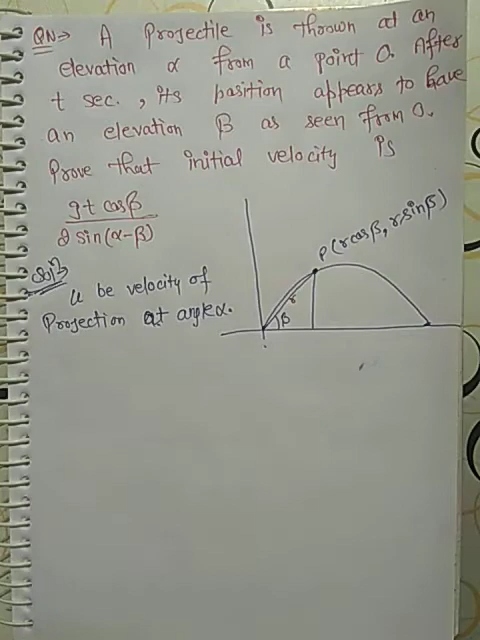 QN⇒ A Projectile is thrown at an
elevation α from a point O. After
t sec., its position appears to have
an elevation β as seen from O.
Prove that initial velocity is
gt cosβ
2 sin(α-β)
Solⁿ⇒
u be velocity of
Projection at angle α.
P(r cosβ, r sinβ)
r
β